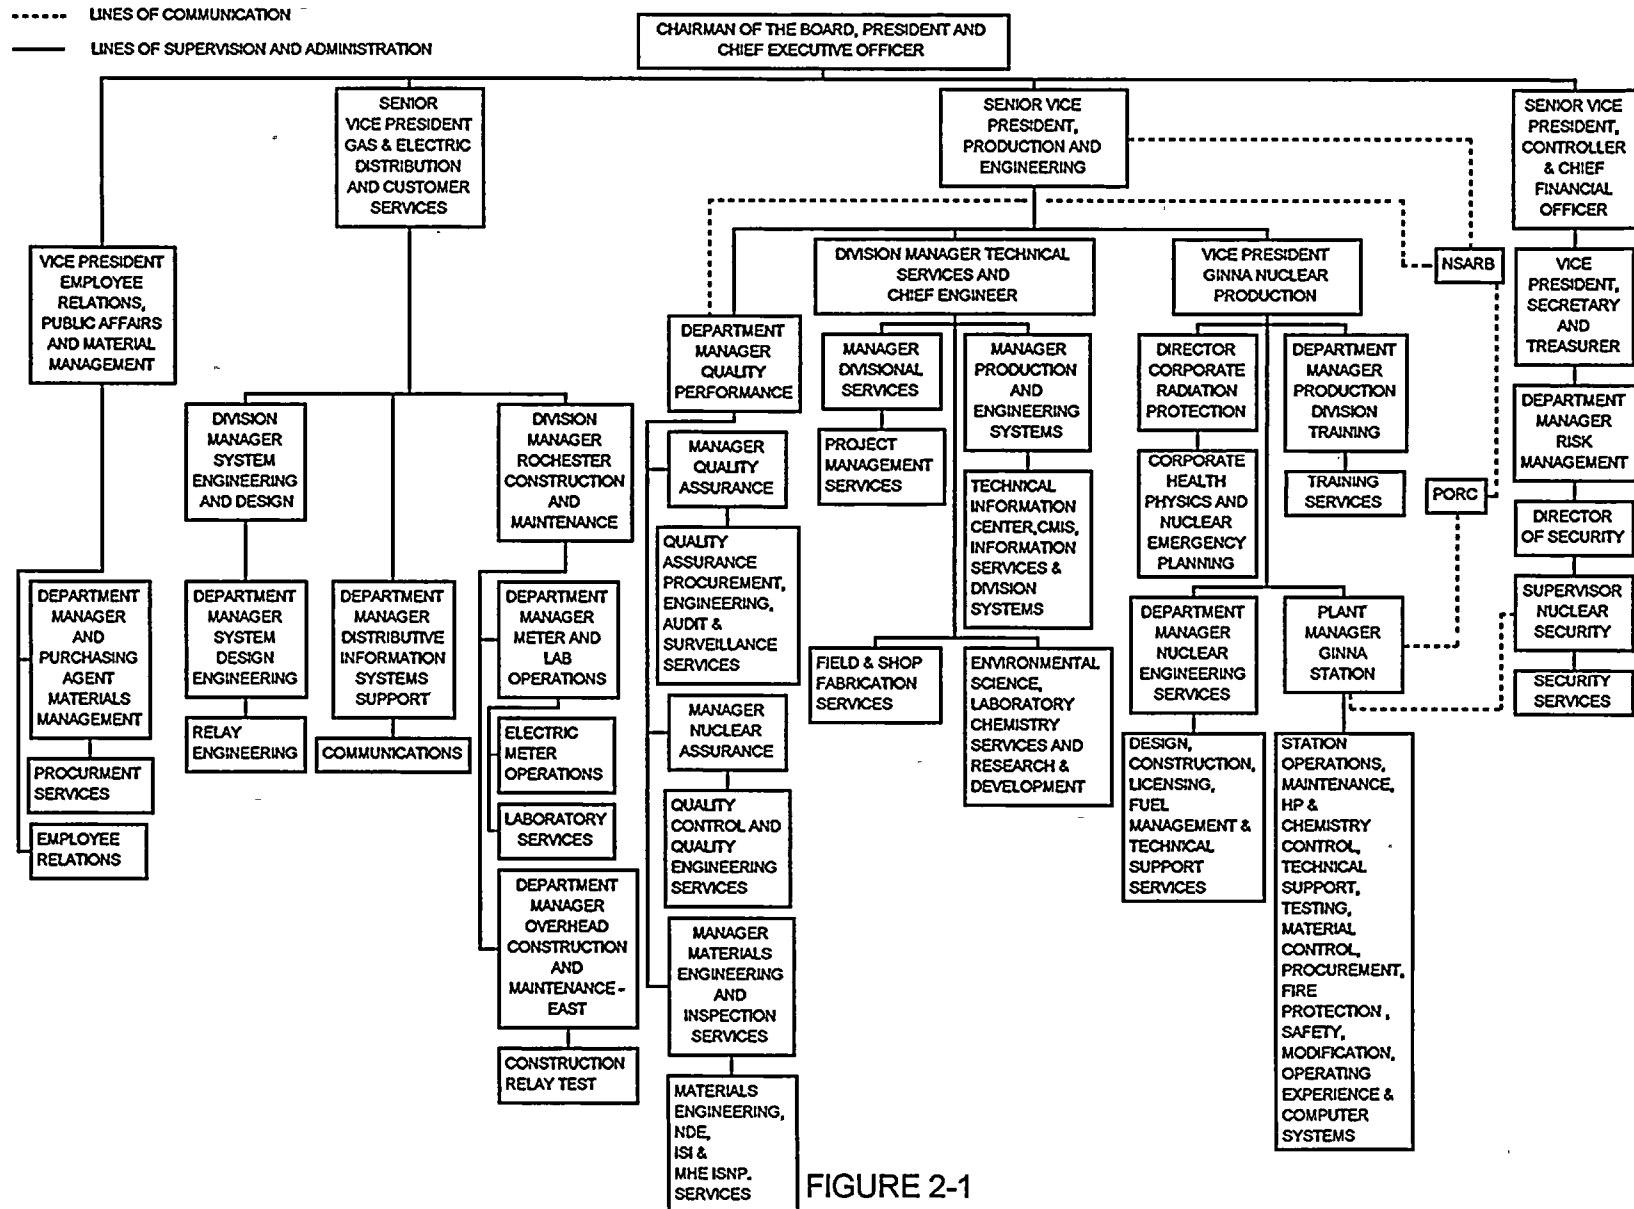 LINES OF COMMUNICATION
LINES OF SUPERVISION AND ADMINISTRATION
CHAIRMAN OF THE BOARD, PRESIDENT AND
CHIEF EXECUTIVE OFFICER
SENIOR
VICE PRESIDENT
GAS & ELECTRIC
DISTRIBUTION
AND CUSTOMER
SERVICES
SENIOR VICE
PRESIDENT,
PRODUCTION AND
ENGINEERING
SENIOR VICE
PRESIDENT,
CONTROLLER
& CHIEF
FINANCIAL
OFFICER
VICE PRESIDENT
EMPLOYEE
RELATIONS,
PUBLIC AFFAIRS
AND MATERIAL
MANAGEMENT
DIVISION MANAGER TECHNICAL
SERVICES AND
CHIEF ENGINEER
VICE PRESIDENT
GINNA NUCLEAR
PRODUCTION
NSARB
VICE
PRESIDENT,
SECRETARY
AND
TREASURER
DEPARTMENT
MANAGER
QUALITY
PERFORMANCE
MANAGER
DIVISIONAL
SERVICES
MANAGER
PRODUCTION
AND
ENGINEERING
SYSTEMS
DIRECTOR
CORPORATE
RADIATION
PROTECTION
DEPARTMENT
MANAGER
PRODUCTION
DIVISION
TRAINING
DEPARTMENT
MANAGER
RISK
MANAGEMENT
DIVISION
MANAGER
SYSTEM
ENGINEERING
AND DESIGN
DIVISION
MANAGER
ROCHESTER
CONSTRUCTION
AND
MAINTENANCE
MANAGER
QUALITY
ASSURANCE
PROJECT
MANAGEMENT
SERVICES
TECHNICAL
INFORMATION
CENTER, CMIS,
INFORMATION
SERVICES &
DIVISION
SYSTEMS
CORPORATE
HEALTH
PHYSICS AND
NUCLEAR
EMERGENCY
PLANNING
TRAINING
SERVICES
PORC
DIRECTOR
OF SECURITY
QUALITY
ASSURANCE
PROCUREMENT,
ENGINEERING,
AUDIT &
SURVEILLANCE
SERVICES
DEPARTMENT
MANAGER
AND
PURCHASING
AGENT
MATERIALS
MANAGEMENT
DEPARTMENT
MANAGER
SYSTEM
DESIGN
ENGINEERING
DEPARTMENT
MANAGER
DISTRIBUTIVE
INFORMATION
SYSTEMS
SUPPORT
DEPARTMENT
MANAGER
METER AND
LAB
OPERATIONS
DEPARTMENT
MANAGER
NUCLEAR
ENGINEERING
SERVICES
PLANT
MANAGER
GINNA
STATION
SUPERVISOR
NUCLEAR
SECURITY
SECURITY
SERVICES
FIELD & SHOP
FABRICATION
SERVICES
ENVIRONMENTAL
SCIENCE,
LABORATORY
CHEMISTRY
SERVICES AND
RESEARCH &
DEVELOPMENT
RELAY
ENGINEERING
COMMUNICATIONS
ELECTRIC
METER
OPERATIONS
MANAGER
NUCLEAR
ASSURANCE
PROCURMENT
SERVICES
EMPLOYEE
RELATIONS
LABORATORY
SERVICES
QUALITY
CONTROL AND
QUALITY
ENGINEERING
SERVICES
DESIGN,
CONSTRUCTION,
LICENSING,
FUEL
MANAGEMENT &
TECHNICAL
SUPPORT
SERVICES
STATION
OPERATIONS,
MAINTENANCE,
HP &
CHEMISTRY
CONTROL,
TECHNICAL
SUPPORT,
TESTING,
MATERIAL
CONTROL,
PROCUREMENT,
FIRE
PROTECTION,
SAFETY,
MODIFICATION,
OPERATING
EXPERIENCE &
COMPUTER
SYSTEMS
DEPARTMENT
MANAGER
OVERHEAD
CONSTRUCTION
AND
MAINTENANCE -
EAST
MANAGER
MATERIALS
ENGINEERING
AND
INSPECTION
SERVICES
CONSTRUCTION
RELAY TEST
MATERIALS
ENGINEERING,
NDE,
ISI &
MHE ISNP.
SERVICES
FIGURE 2-1